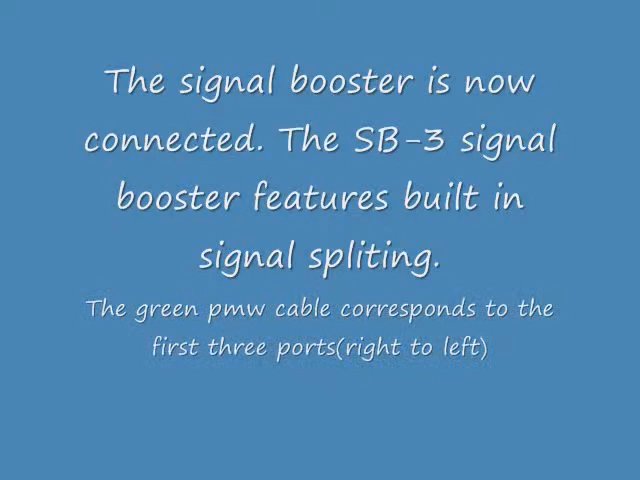 The signal booster is now
connected. The SB-3 signal
booster features built in
signal spliting.
The green pmw cable corresponds to the
first three ports(right to left)